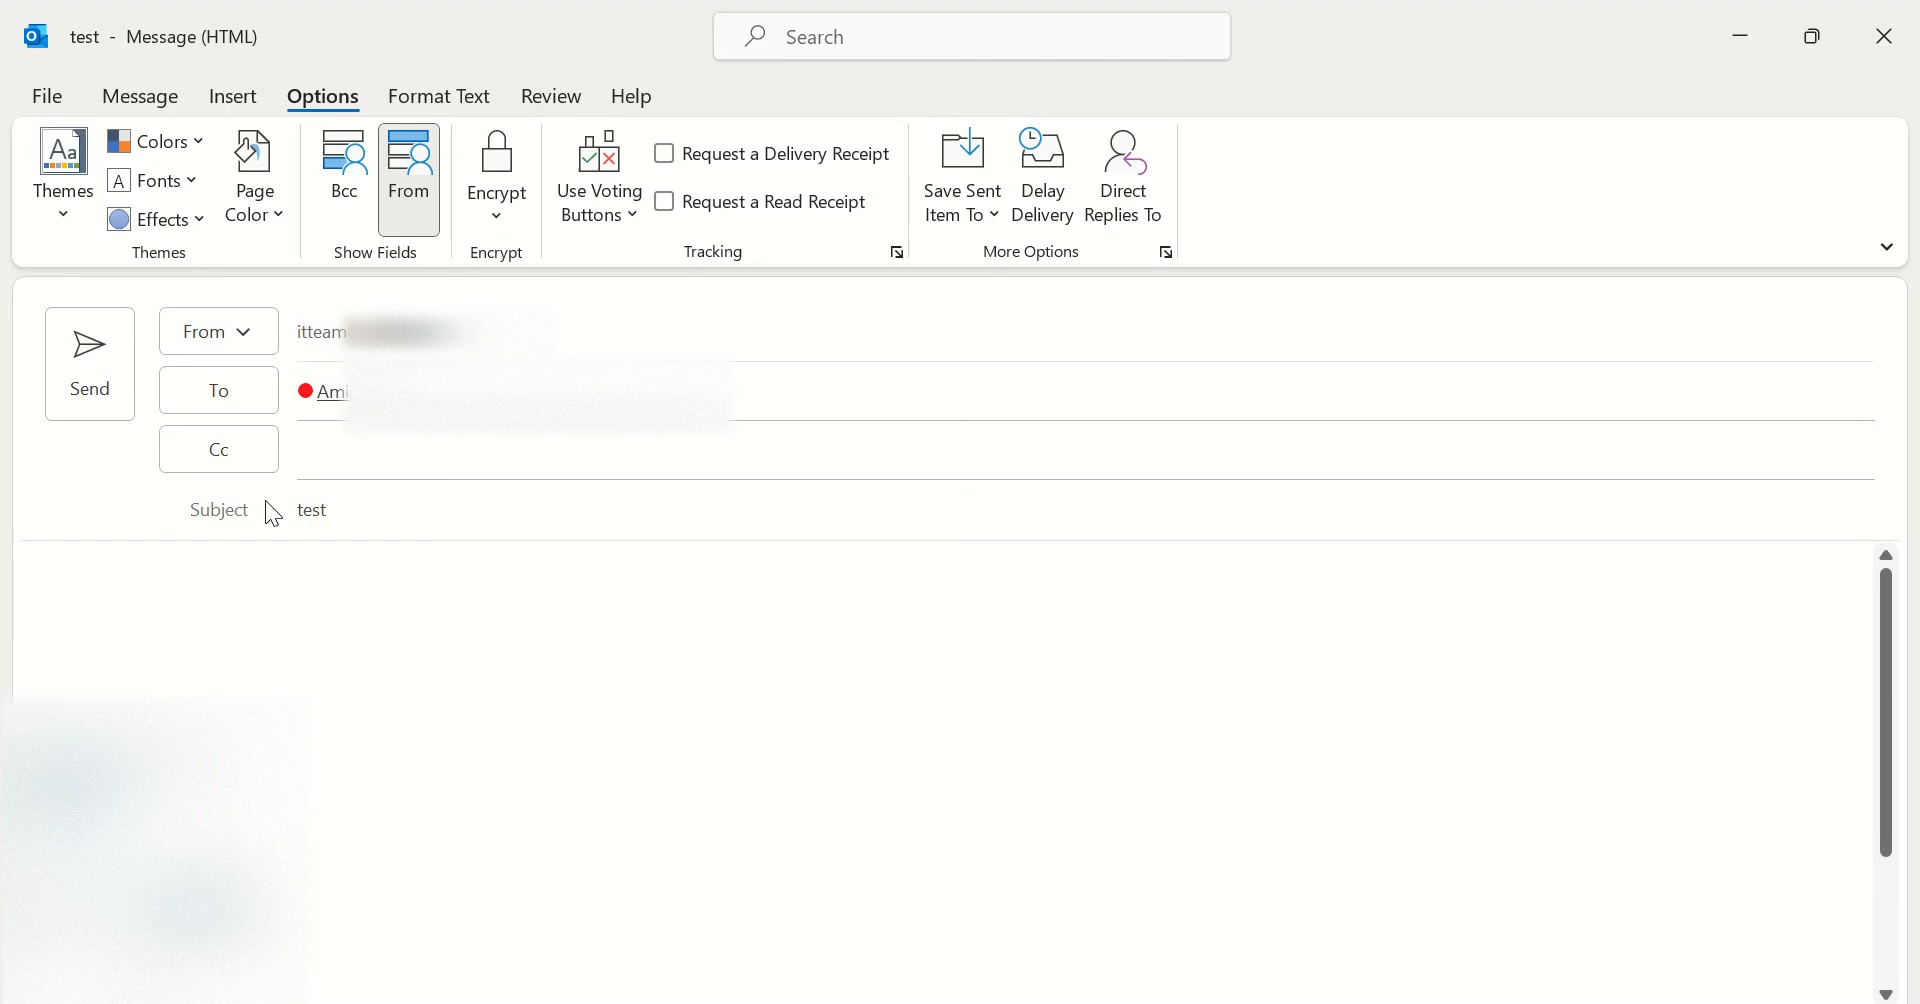 test - Message (HTML)
Search
File Message Insert Options Format Text Review Help
Themes
Colors
Fonts
Effects
Page
Color
Themes
Bcc
From
Show Fields
Encrypt
Encrypt
Use Voting
Buttons
Request a Delivery Receipt
Request a Read Receipt
Tracking
Save Sent
Item To
Delay
Delivery
Direct
Replies To
More Options
Send
From
itteam
To
Ami
Cc
Subject test